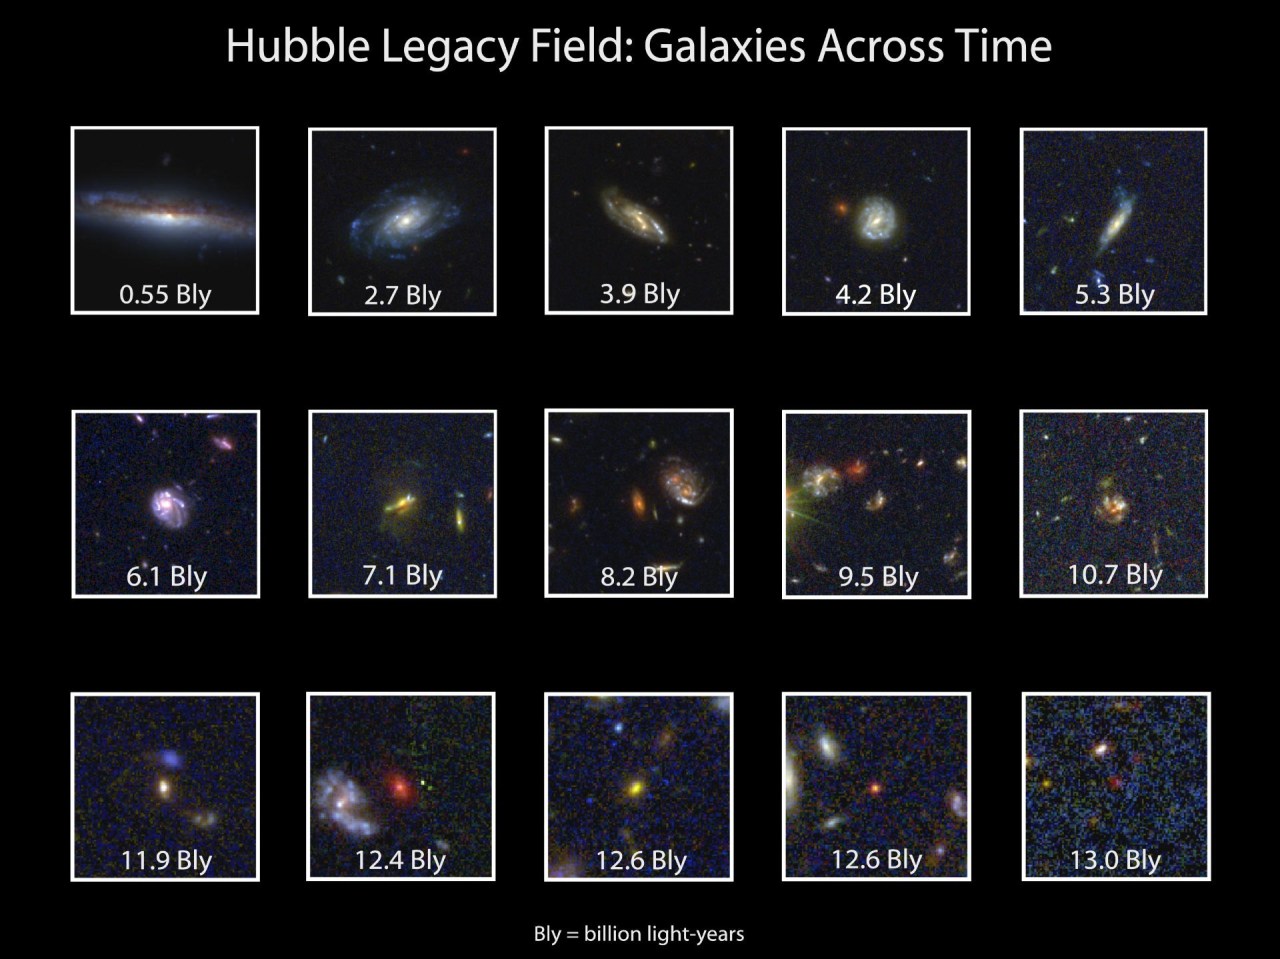 Hubble Legacy Field: Galaxies Across Time
0.55 Bly
2.7 Bly
3.9 Bly
4.2 Bly
5.3 Bly
6.1 Bly
7.1 Bly
8.2 Bly
9.5 Bly
10.7 Bly
11.9 Bly
12.4 Bly
12.6 Bly
12.6 Bly
13.0 Bly
Bly = billion light-years